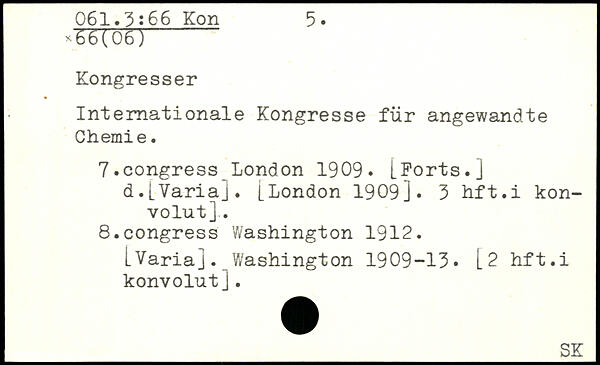 061.3:66 Kon 5.
×66(06)
Kongresser
Internationale Kongresse für angewandte
Chemie.
7.congress London 1909. [Forts.]
d.[Varia]. [London 1909]. 3 hft.i kon-
volut].
8.congress Washington 1912.
[Varia]. Washington 1909-13. [2 hft.i
konvolut].
SK